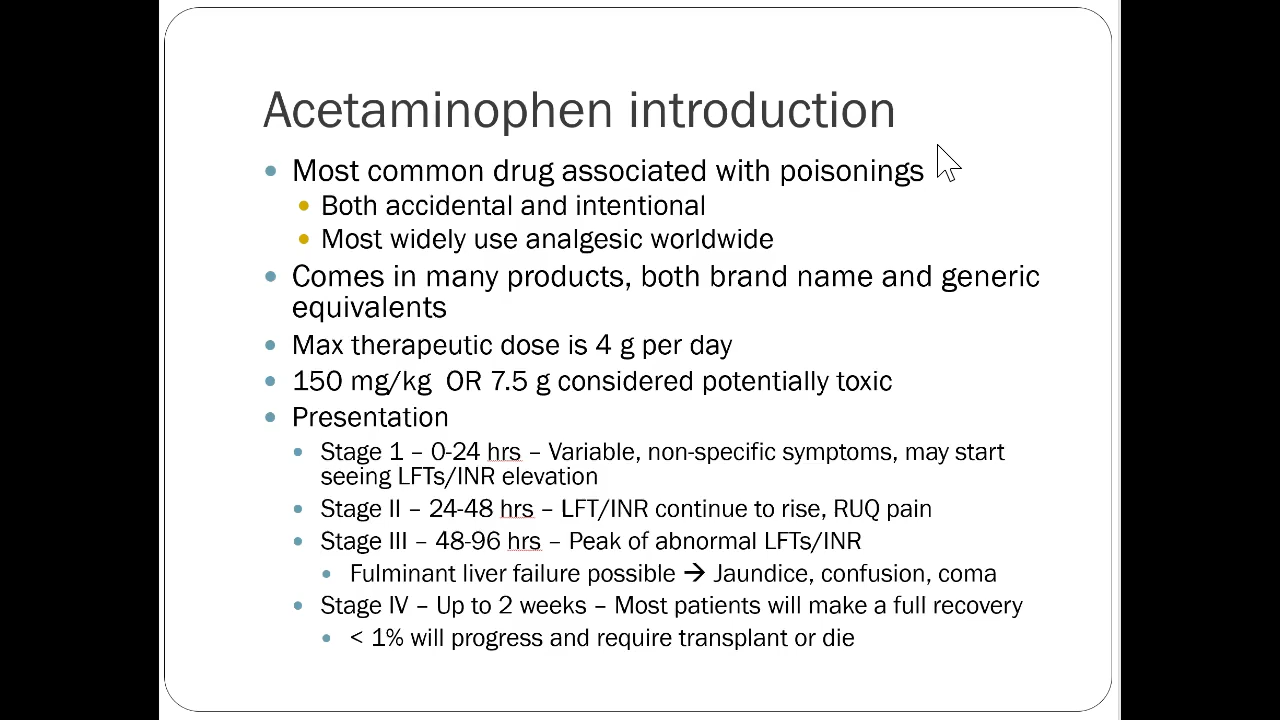 Acetaminophen introduction
• Most common drug associated with poisonings
• Both accidental and intentional
• Most widely use analgesic worldwide
• Comes in many products, both brand name and generic
equivalents
• Max therapeutic dose is 4 g per day
• 150 mg/kg  OR 7.5 g considered potentially toxic
• Presentation
• Stage 1 – 0-24 hrs – Variable, non-specific symptoms, may start
seeing LFTs/INR elevation
• Stage II – 24-48 hrs – LFT/INR continue to rise, RUQ pain
• Stage III – 48-96 hrs – Peak of abnormal LFTs/INR
• Fulminant liver failure possible → Jaundice, confusion, coma
• Stage IV – Up to 2 weeks – Most patients will make a full recovery
• < 1% will progress and require transplant or die